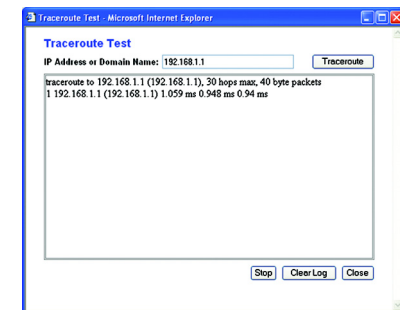 Traceroute Test - Microsoft Internet Explorer
Traceroute Test
IP Address or Domain Name: 192.168.1.1 Traceroute
traceroute to 192.168.1.1 (192.168.1.1), 30 hops max, 40 byte packets
1 192.168.1.1 (192.168.1.1) 1.059 ms 0.948 ms 0.94 ms
Stop Clear Log Close